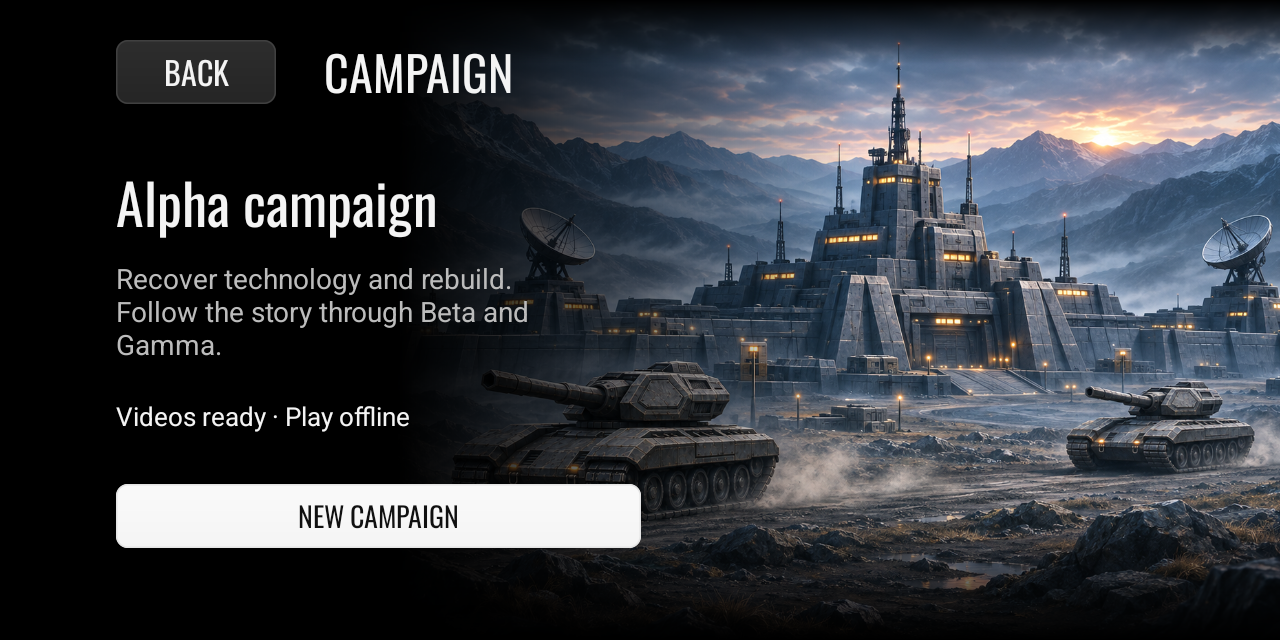 BACK
CAMPAIGN
Alpha campaign
Recover technology and rebuild.
Follow the story through Beta and
Gamma.
Videos ready · Play offline
NEW CAMPAIGN